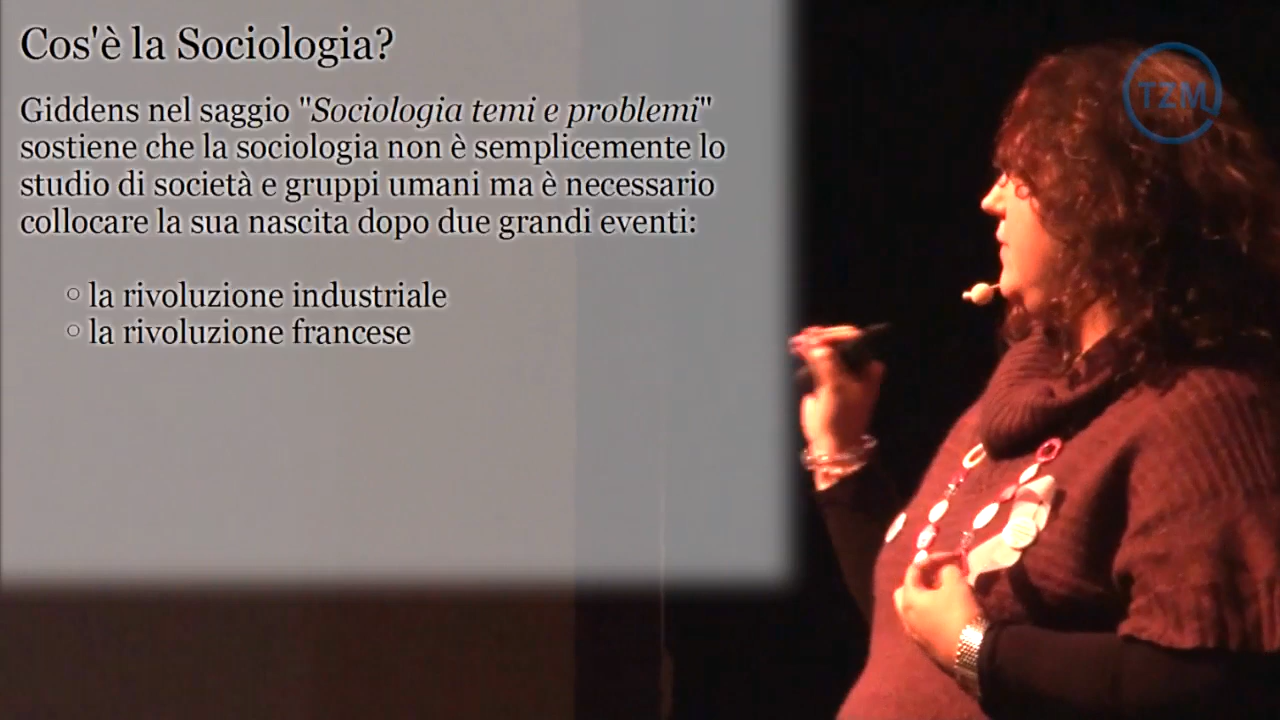 Cos'è la Sociologia?
TZM
Giddens nel saggio "Sociologia temi e problemi"
sostiene che la sociologia non è semplicemente lo
studio di società e gruppi umani ma è necessario
collocare la sua nascita dopo due grandi eventi:
○ la rivoluzione industriale
○ la rivoluzione francese